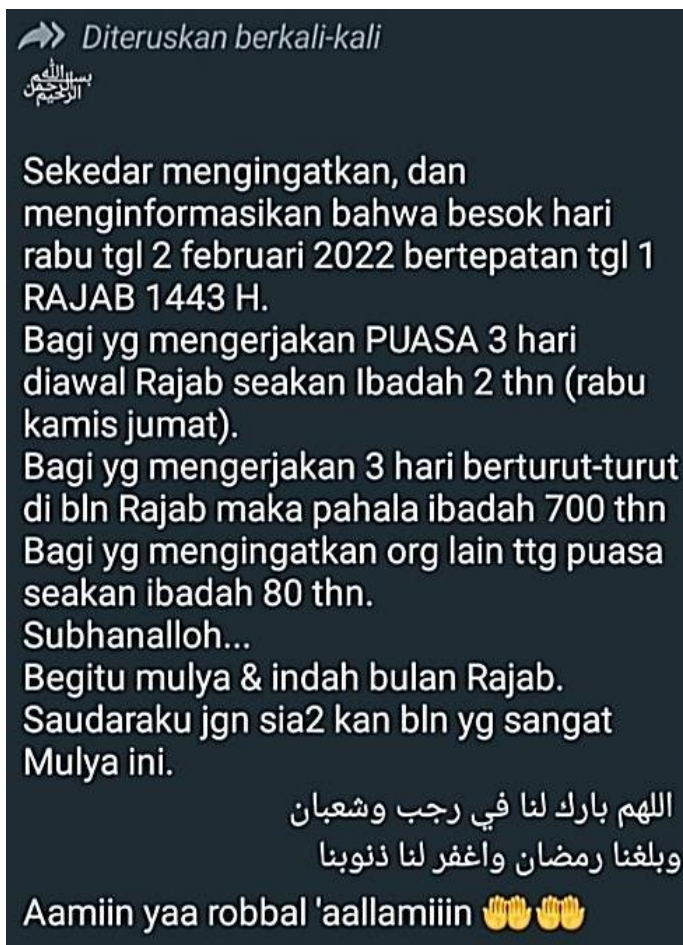 Diteruskan berkali-kali
﷽
Sekedar mengingatkan, dan
menginformasikan bahwa besok hari
rabu tgl 2 februari 2022 bertepatan tgl 1
RAJAB 1443 H.
Bagi yg mengerjakan PUASA 3 hari
diawal Rajab seakan Ibadah 2 thn (rabu
kamis jumat).
Bagi yg mengerjakan 3 hari berturut-turut
di bln Rajab maka pahala ibadah 700 thn
Bagi yg mengingatkan org lain ttg puasa
seakan ibadah 80 thn.
Subhanalloh...
Begitu mulya & indah bulan Rajab.
Saudaraku jgn sia2 kan bln yg sangat
Mulya ini.
اللهم بارك لنا في رجب وشعبان
وبلغنا رمضان واغفر لنا ذنوبنا
Aamiin yaa robbal 'aallamiiin 🤲🤲